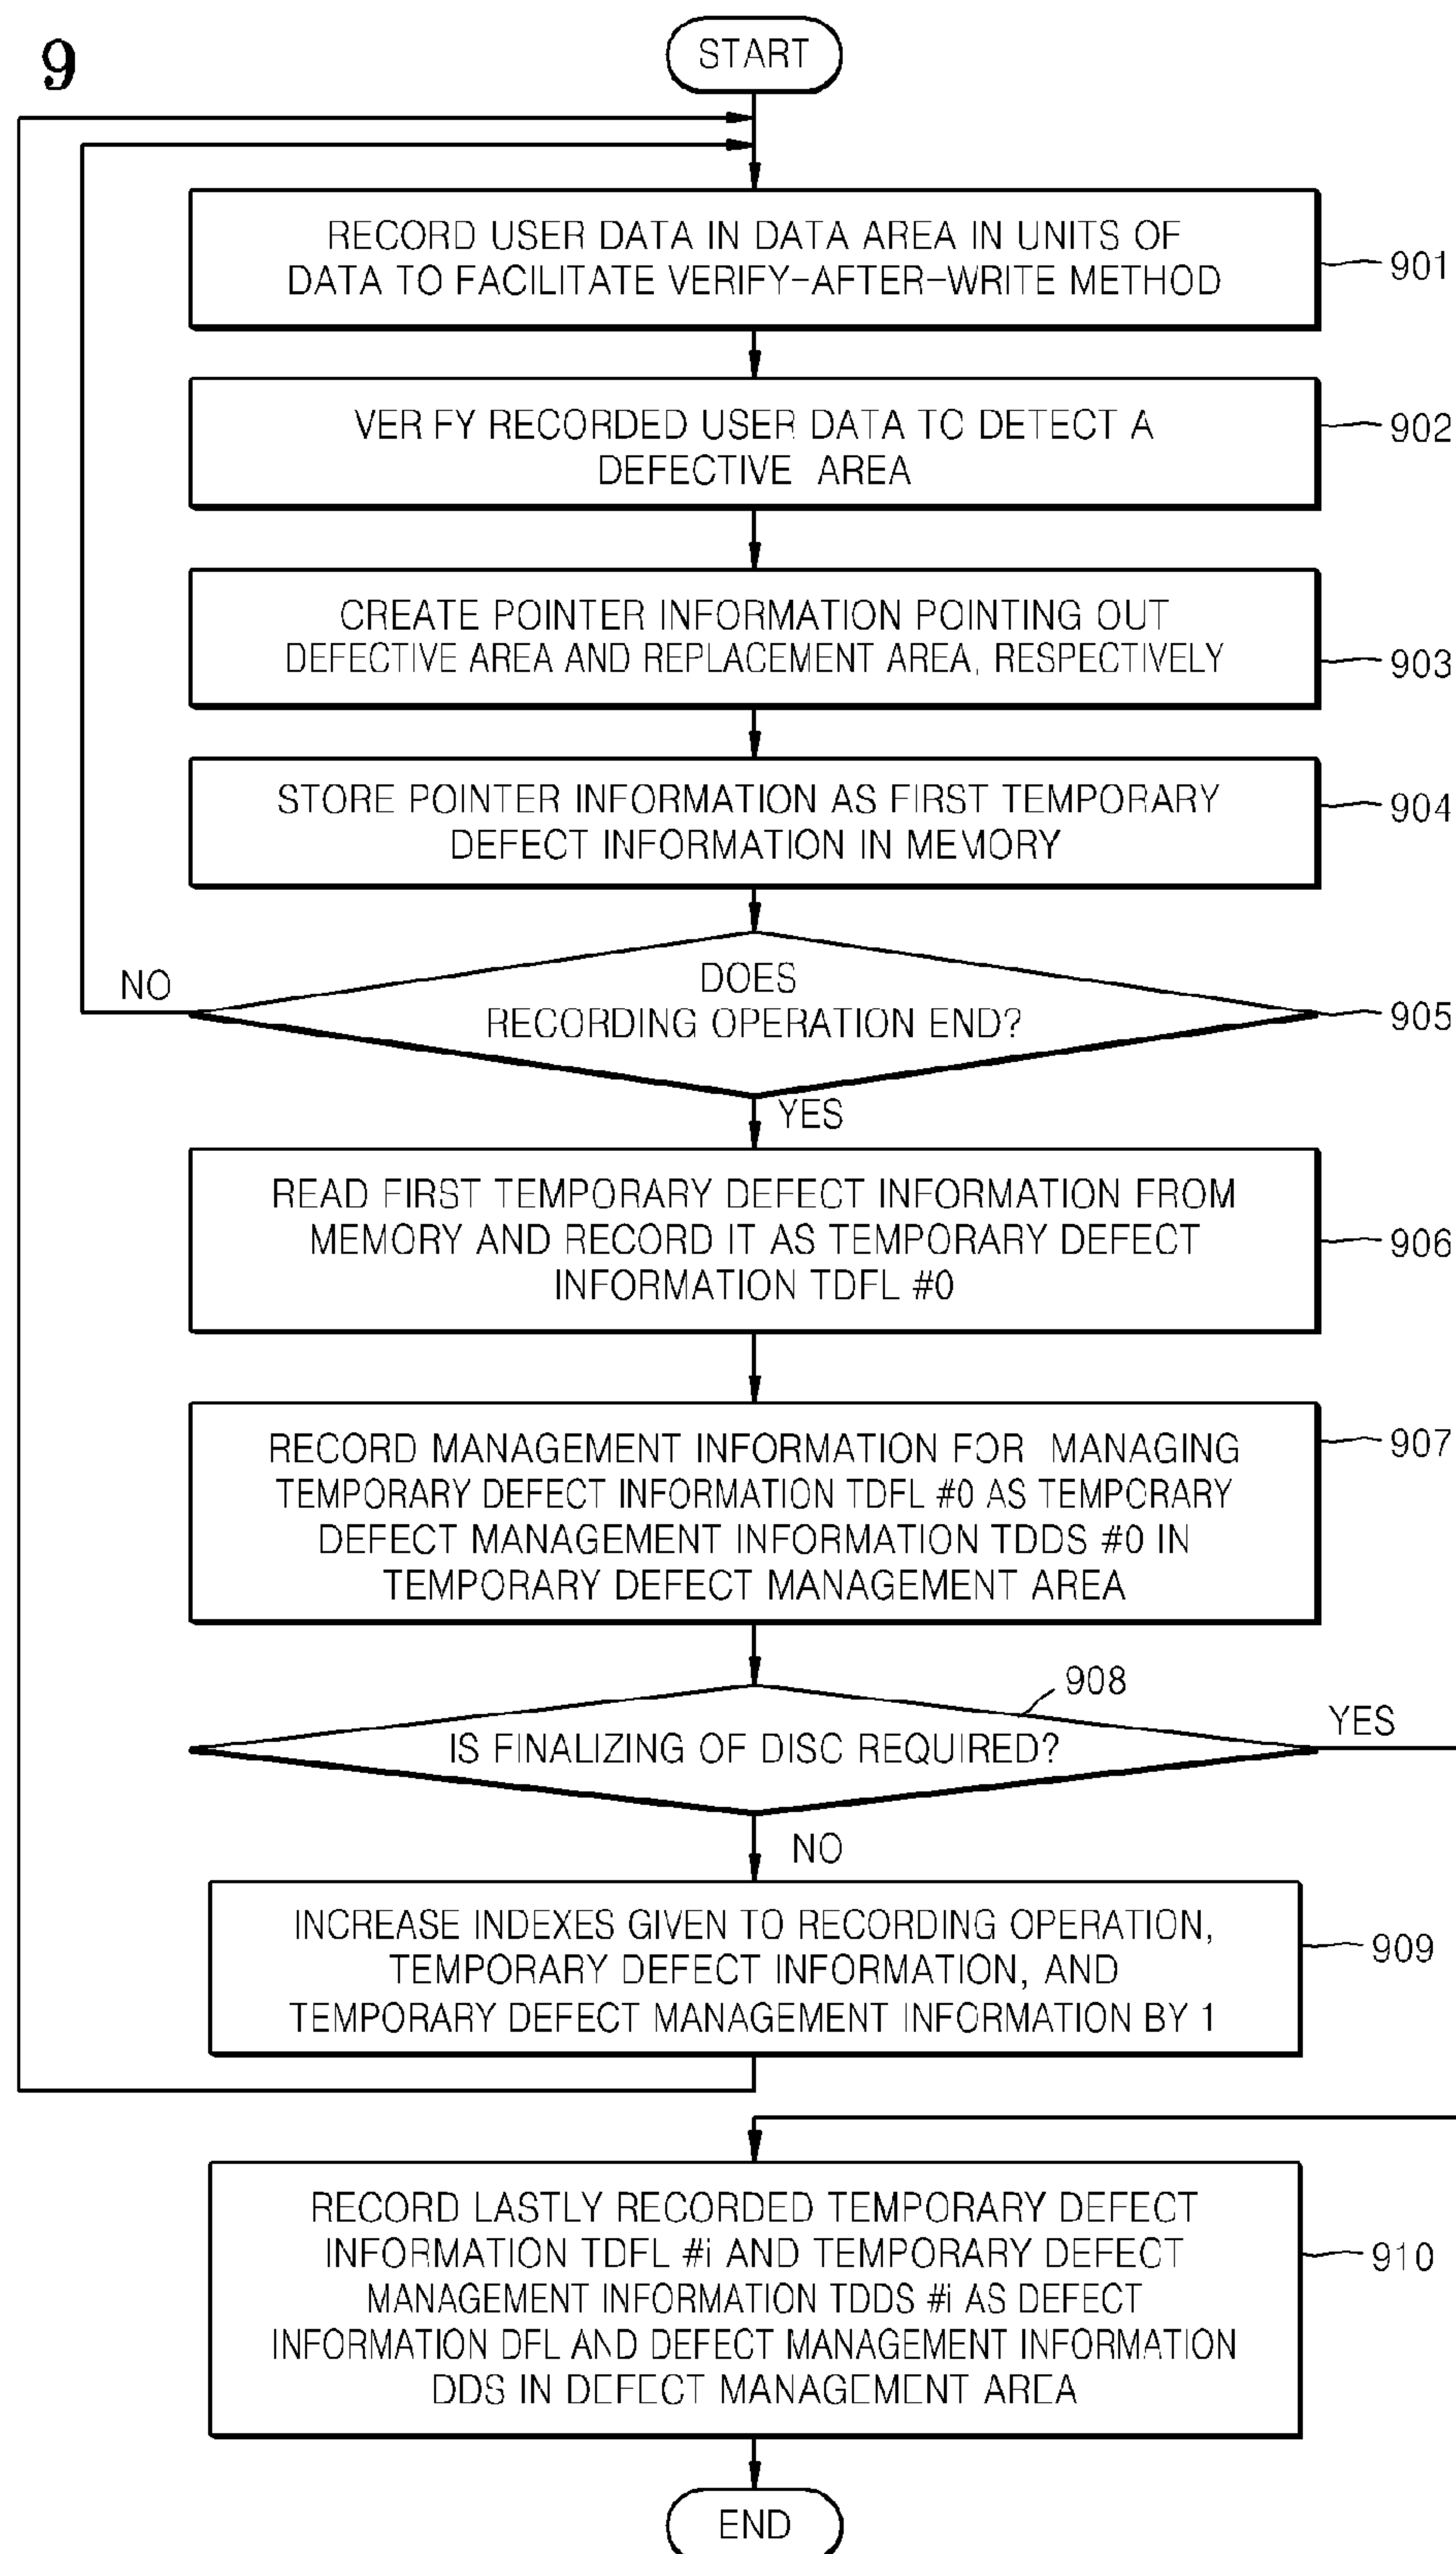 9
START
RECORD USER DATA IN DATA AREA IN UNITS OF
DATA TO FACILITATE VERIFY-AFTER-WRITE METHOD
901
VERIFY RECORDED USER DATA TO DETECT A
DEFECTIVE AREA
902
CREATE POINTER INFORMATION POINTING OUT
DEFECTIVE AREA AND REPLACEMENT AREA, RESPECTIVELY
903
STORE POINTER INFORMATION AS FIRST TEMPORARY
DEFECT INFORMATION IN MEMORY
904
DOES
RECORDING OPERATION END?
905
NO
YES
READ FIRST TEMPORARY DEFECT INFORMATION FROM
MEMORY AND RECORD IT AS TEMPORARY DEFECT
INFORMATION TDFL #0
906
RECORD MANAGEMENT INFORMATION FOR MANAGING
TEMPORARY DEFECT INFORMATION TDFL #0 AS TEMPORARY
DEFECT MANAGEMENT INFORMATION TDDS #0 IN
TEMPORARY DEFECT MANAGEMENT AREA
907
908
IS FINALIZING OF DISC REQUIRED?
YES
NO
INCREASE INDEXES GIVEN TO RECORDING OPERATION,
TEMPORARY DEFECT INFORMATION, AND
TEMPORARY DEFECT MANAGEMENT INFORMATION BY 1
909
RECORD LASTLY RECORDED TEMPORARY DEFECT
INFORMATION TDFL #i AND TEMPORARY DEFECT
MANAGEMENT INFORMATION TDDS #i AS DEFECT
INFORMATION DFL AND DEFECT MANAGEMENT INFORMATION
DDS IN DEFECT MANAGEMENT AREA
910
END